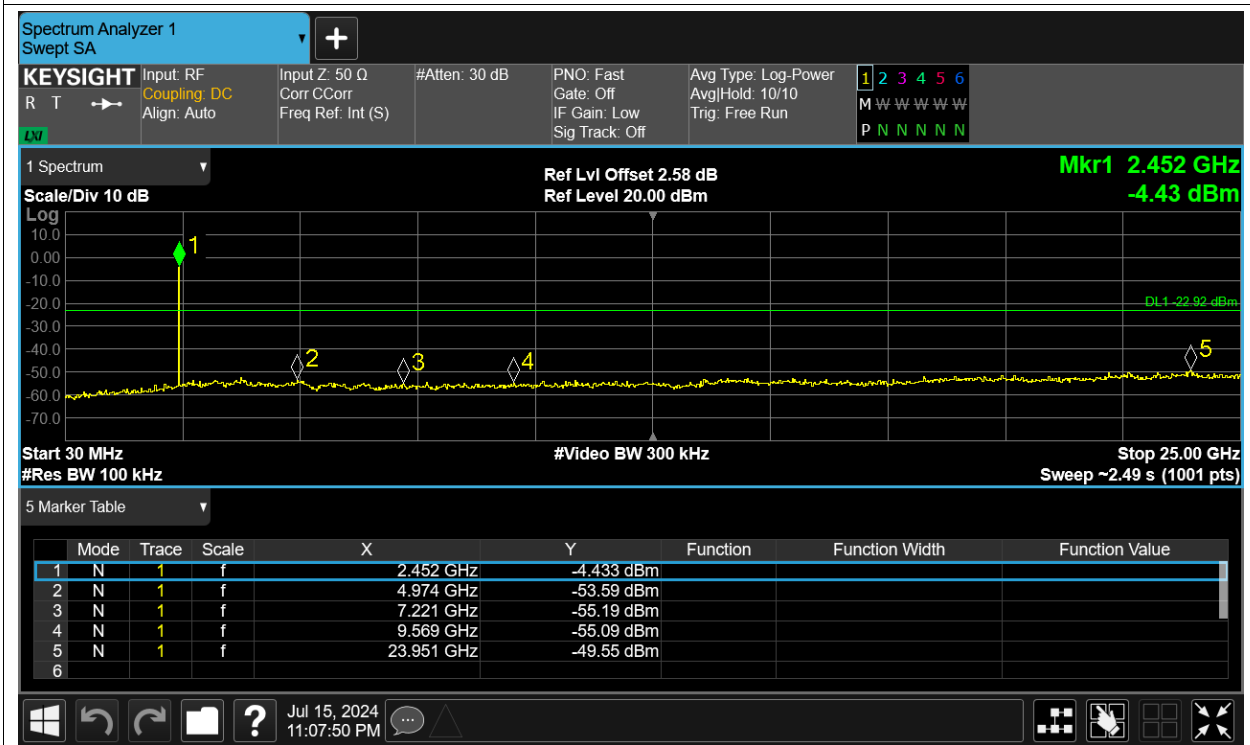 Spectrum Analyzer 1
Swept SA
KEYSIGHT
R T
LXI
Input: RF
Coupling: DC
Align: Auto
Input Z: 50 Ω
Corr CCorr
Freq Ref: Int (S)
#Atten: 30 dB
PNO: Fast
Gate: Off
IF Gain: Low
Sig Track: Off
Avg Type: Log-Power
Avg|Hold: 10/10
Trig: Free Run
1 2 3 4 5 6
M W W W W W
P N N N N N
1 Spectrum
Scale/Div 10 dB
Ref Lvl Offset 2.58 dB
Ref Level 20.00 dBm
Mkr1 2.452 GHz
-4.43 dBm
Log
10.0
0.00
-10.0
-20.0
-30.0
-40.0
-50.0
-60.0
-70.0
1
2
3
4
5
DL1 -22.92 dBm
Start 30 MHz
#Video BW 300 kHz
Stop 25.00 GHz
#Res BW 100 kHz
Sweep ~2.49 s (1001 pts)
5 Marker Table
Mode Trace Scale X Y Function Function Width Function Value
1 N 1 f 2.452 GHz -4.433 dBm
2 N 1 f 4.974 GHz -53.59 dBm
3 N 1 f 7.221 GHz -55.19 dBm
4 N 1 f 9.569 GHz -55.09 dBm
5 N 1 f 23.951 GHz -49.55 dBm
6
?
Jul 15, 2024
11:07:50 PM